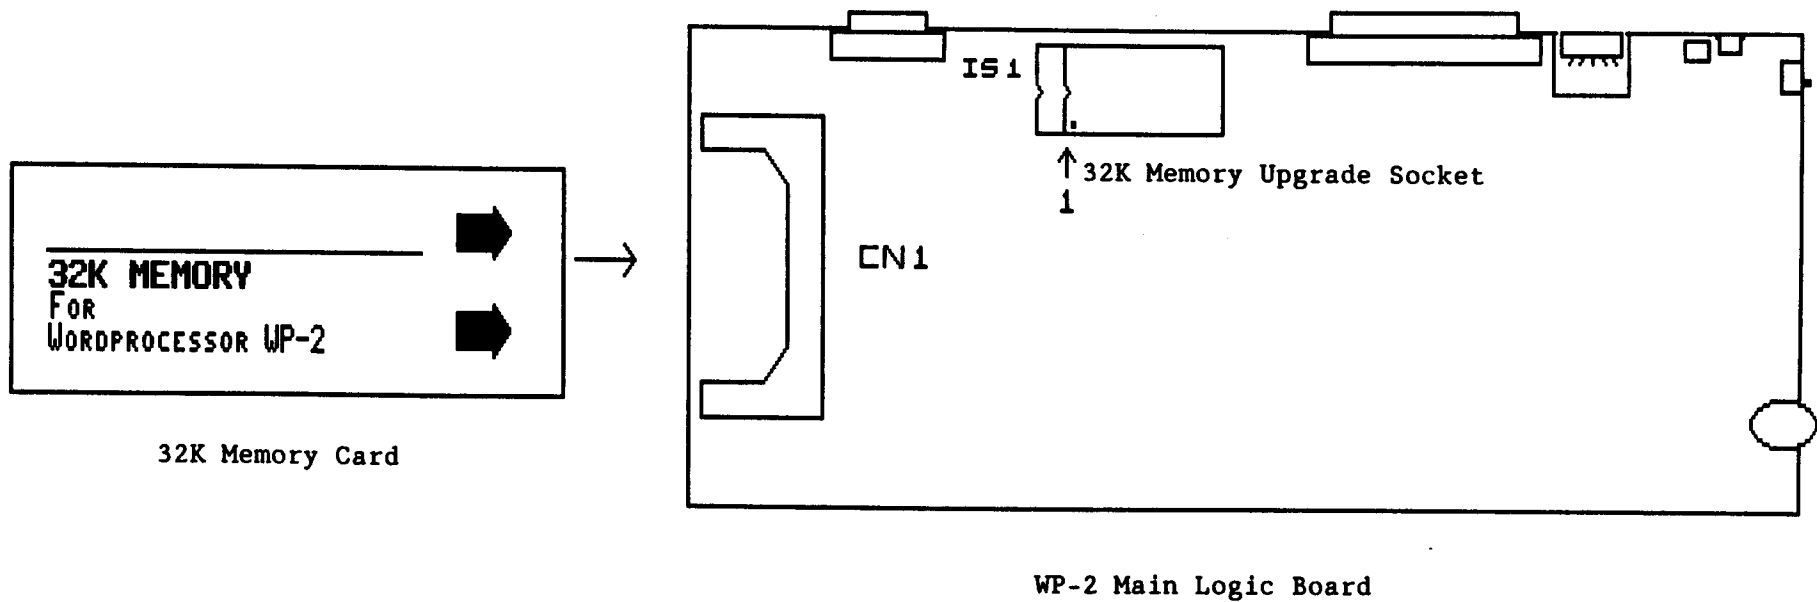 32K MEMORY
FOR
WORDPROCESSOR WP-2
32K Memory Card
IS1
32K Memory Upgrade Socket
1
CN1
WP-2 Main Logic Board